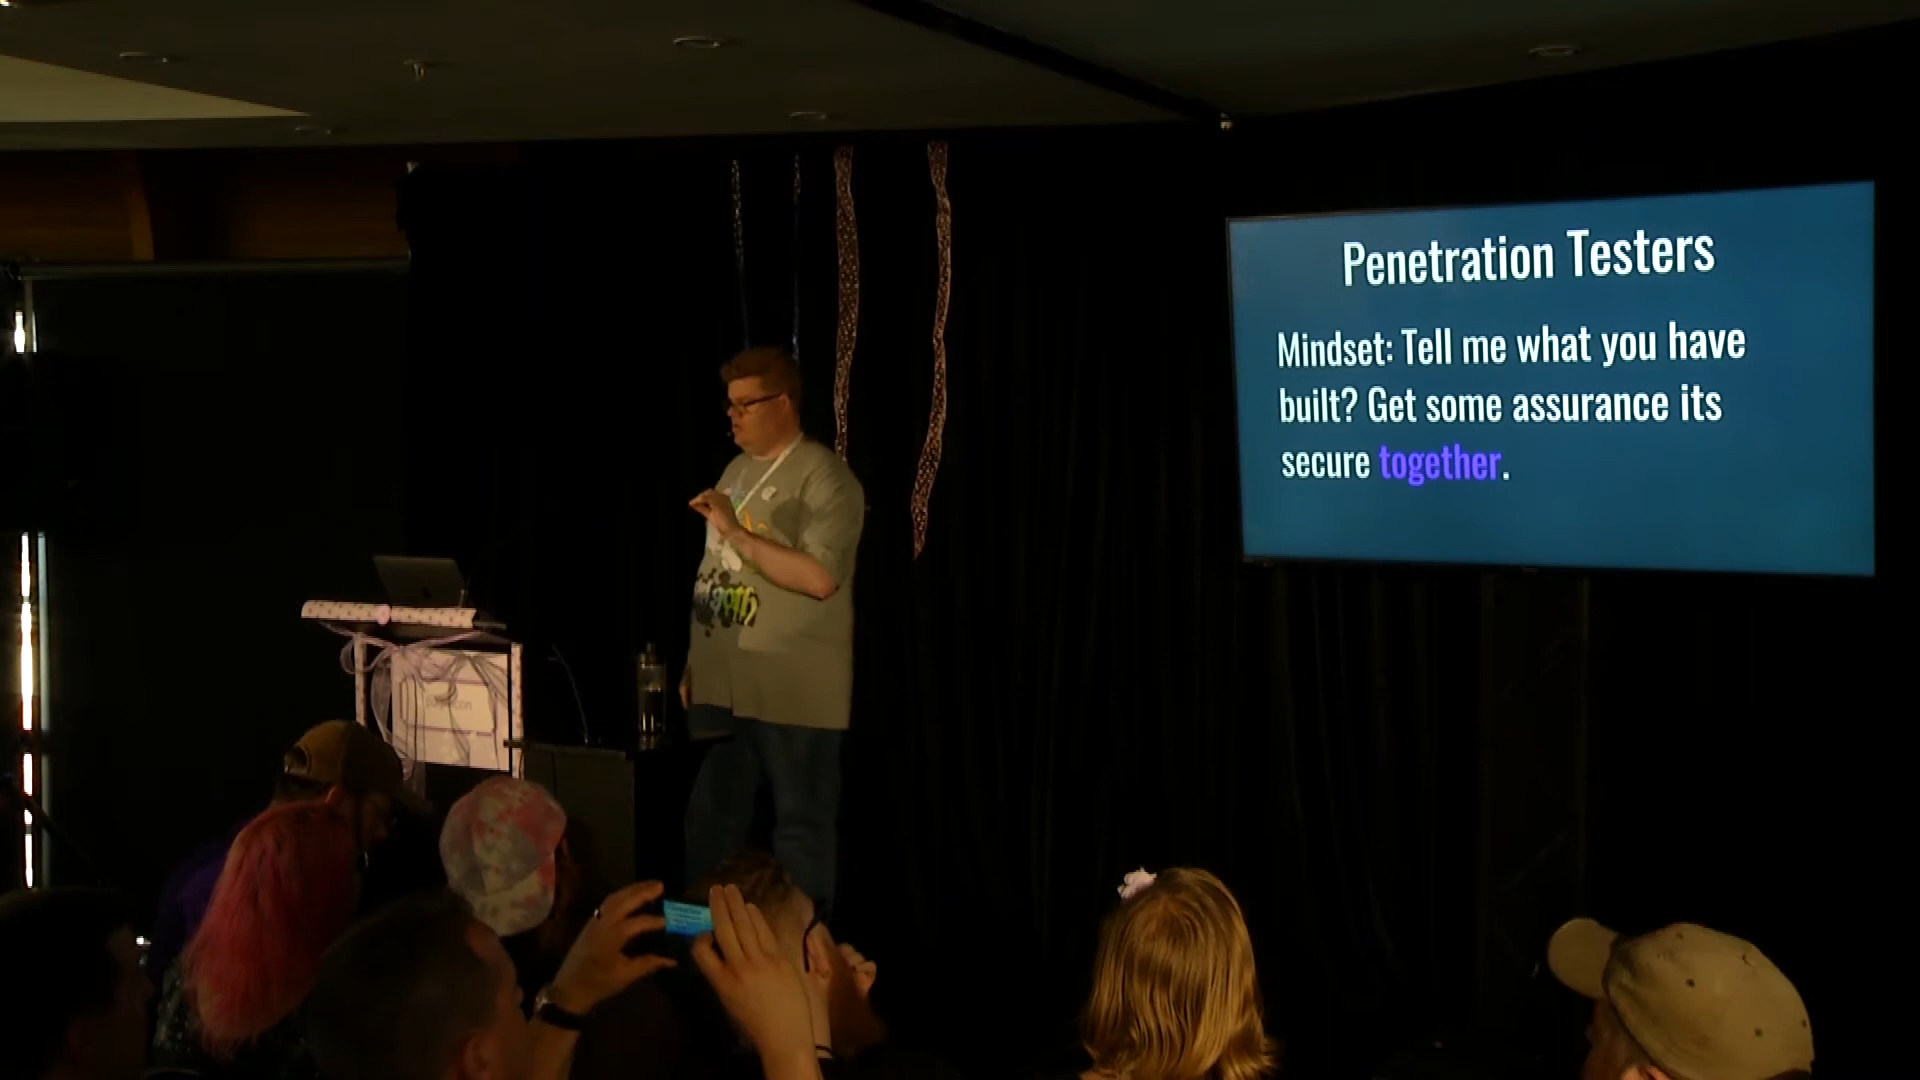 Penetration Testers
Mindset: Tell me what you have
built? Get some assurance its
secure together.